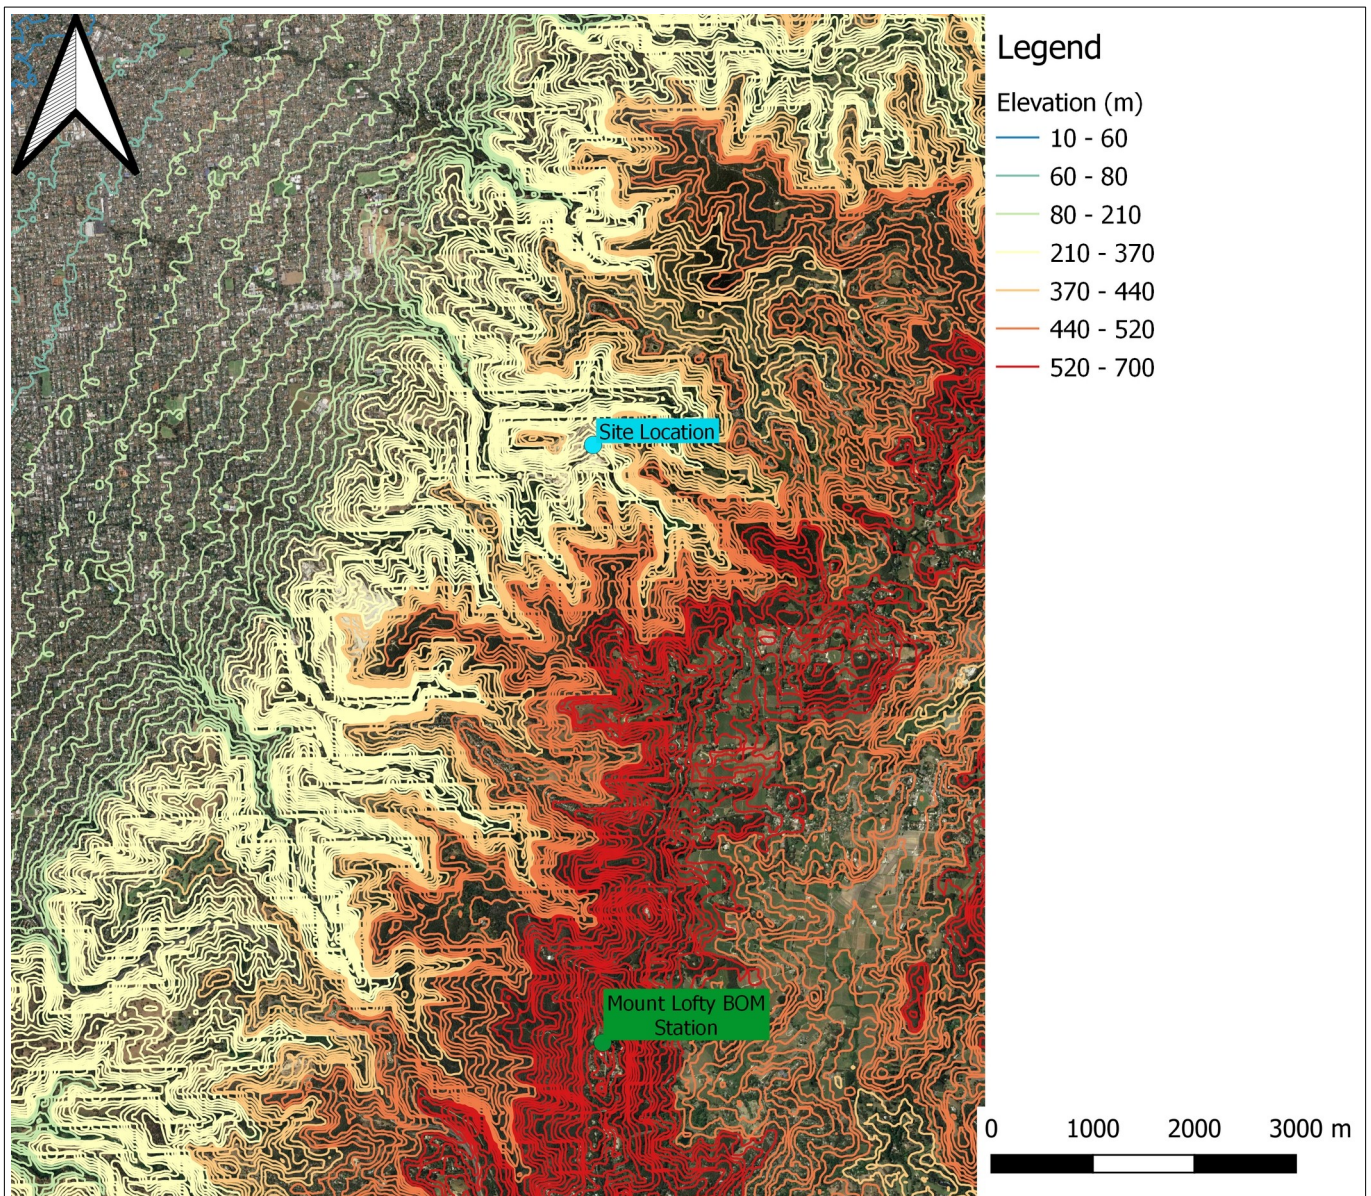 Legend
Elevation (m)
10 - 60
60 - 80
80 - 210
210 - 370
370 - 440
440 - 520
520 - 700
Site Location
Mount Lofty BOM
Station
0 1000 2000 3000 m